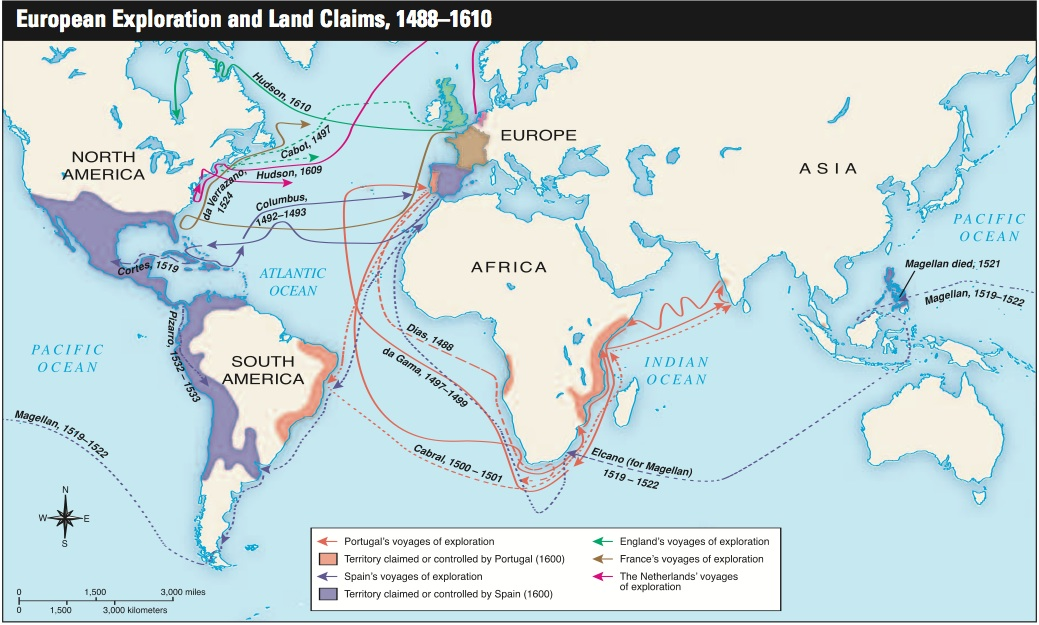 European Exploration and Land Claims, 1488–1610
Hudson, 1610
EUROPE
Cabot, 1497
NORTH
AMERICA
ASIA
Hudson, 1609
da Verrazano,
1524
Columbus,
1492–1493
PACIFIC
OCEAN
Cortes, 1519
ATLANTIC
OCEAN
AFRICA
Magellan died, 1521
Magellan, 1519–1522
Pizarro, 1532–1533
Dias, 1488
PACIFIC
OCEAN
SOUTH
AMERICA
da Gama, 1497–1499
INDIAN
OCEAN
Magellan, 1519–1522
Cabral, 1500 – 1501
Elcano (for Magellan)
1519 – 1522
N
W E
S
Portugal's voyages of exploration
Territory claimed or controlled by Portugal (1600)
Spain's voyages of exploration
Territory claimed or controlled by Spain (1600)
England's voyages of exploration
France's voyages of exploration
The Netherlands' voyages
of exploration
0 1,500 3,000 miles
0 1,500 3,000 kilometers